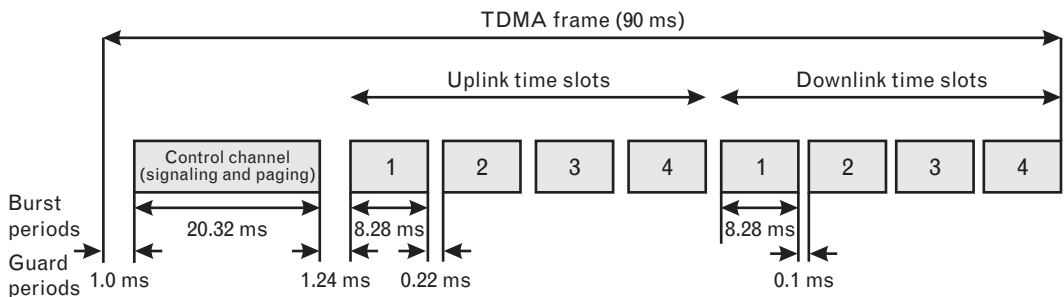 TDMA frame (90 ms)
Uplink time slots
Downlink time slots
Control channel
(signaling and paging)
1
2
3
4
1
2
3
4
Burst
periods
20.32 ms
8.28 ms
8.28 ms
Guard
periods
1.0 ms
1.24 ms
0.22 ms
0.1 ms